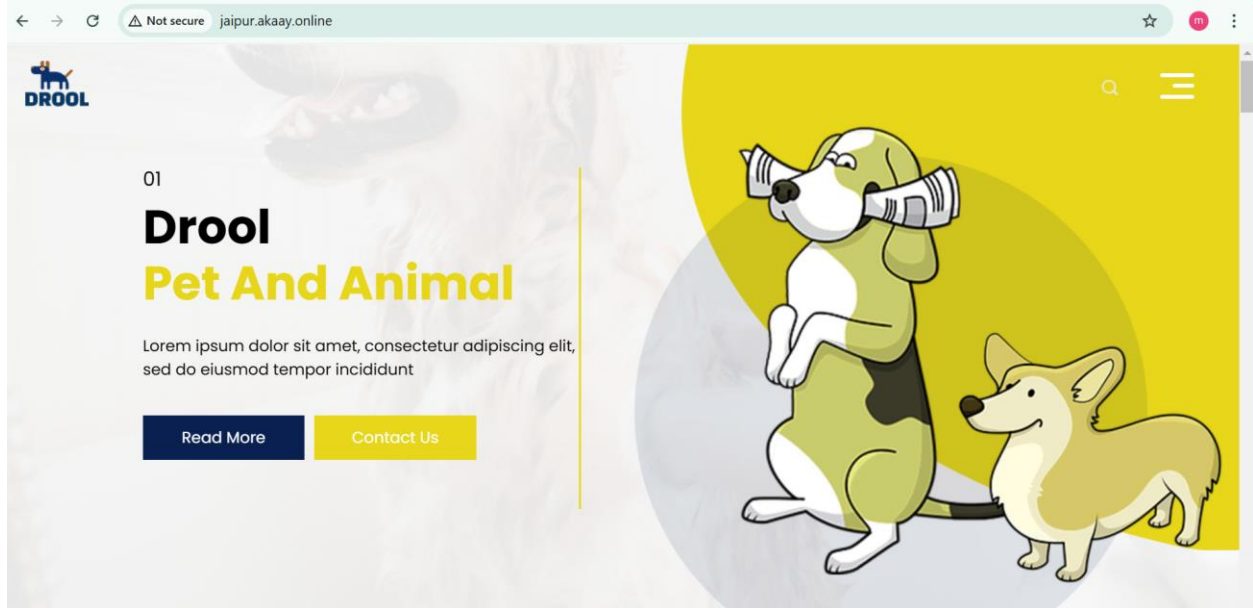 Not secure jaipur.akaay.online
m
DROOL
01
Drool
Pet And Animal
Lorem ipsum dolor sit amet, consectetur adipiscing elit,
sed do eiusmod tempor incididunt
Read More Contact Us